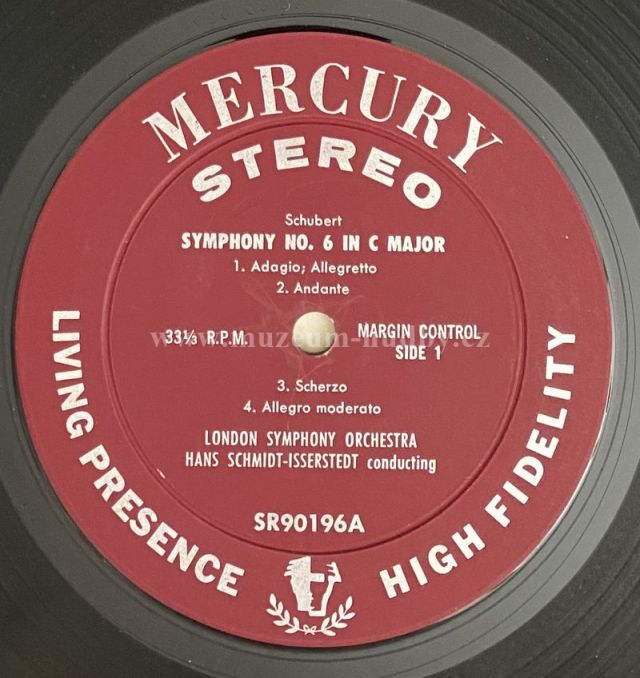 MERCURY
STEREO
Schubert
SYMPHONY NO. 6 IN C MAJOR
1. Adagio; Allegretto
2. Andante
33⅓ R.P.M.
MARGIN CONTROL
SIDE 1
www.muzeum-hudby.cz
3. Scherzo
4. Allegro moderato
LONDON SYMPHONY ORCHESTRA
HANS SCHMIDT-ISSERSTEDT conducting
SR90196A
LIVING PRESENCE
HIGH FIDELITY